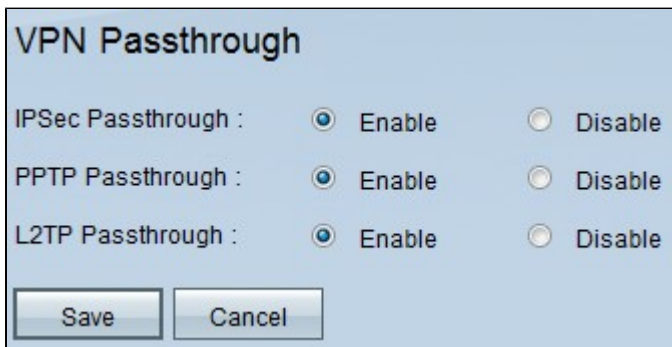 VPN Passthrough
IPSec Passthrough : Enable Disable
PPTP Passthrough : Enable Disable
L2TP Passthrough : Enable Disable
Save Cancel